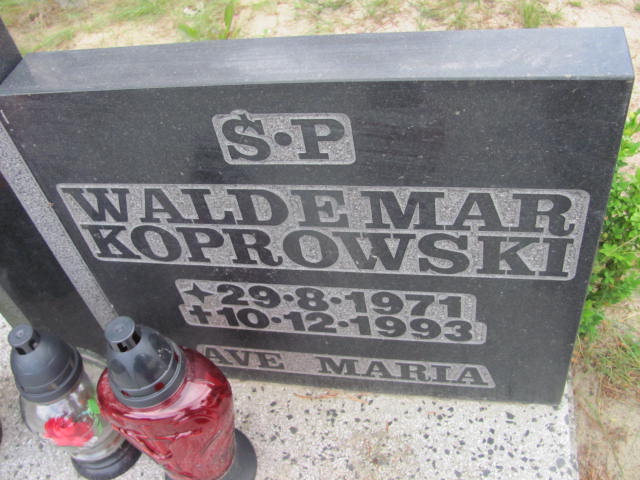 Ś·P
WALDEMAR
KOPROWSKI
✦29·8·1971
✝10·12·1993
AVE MARIA